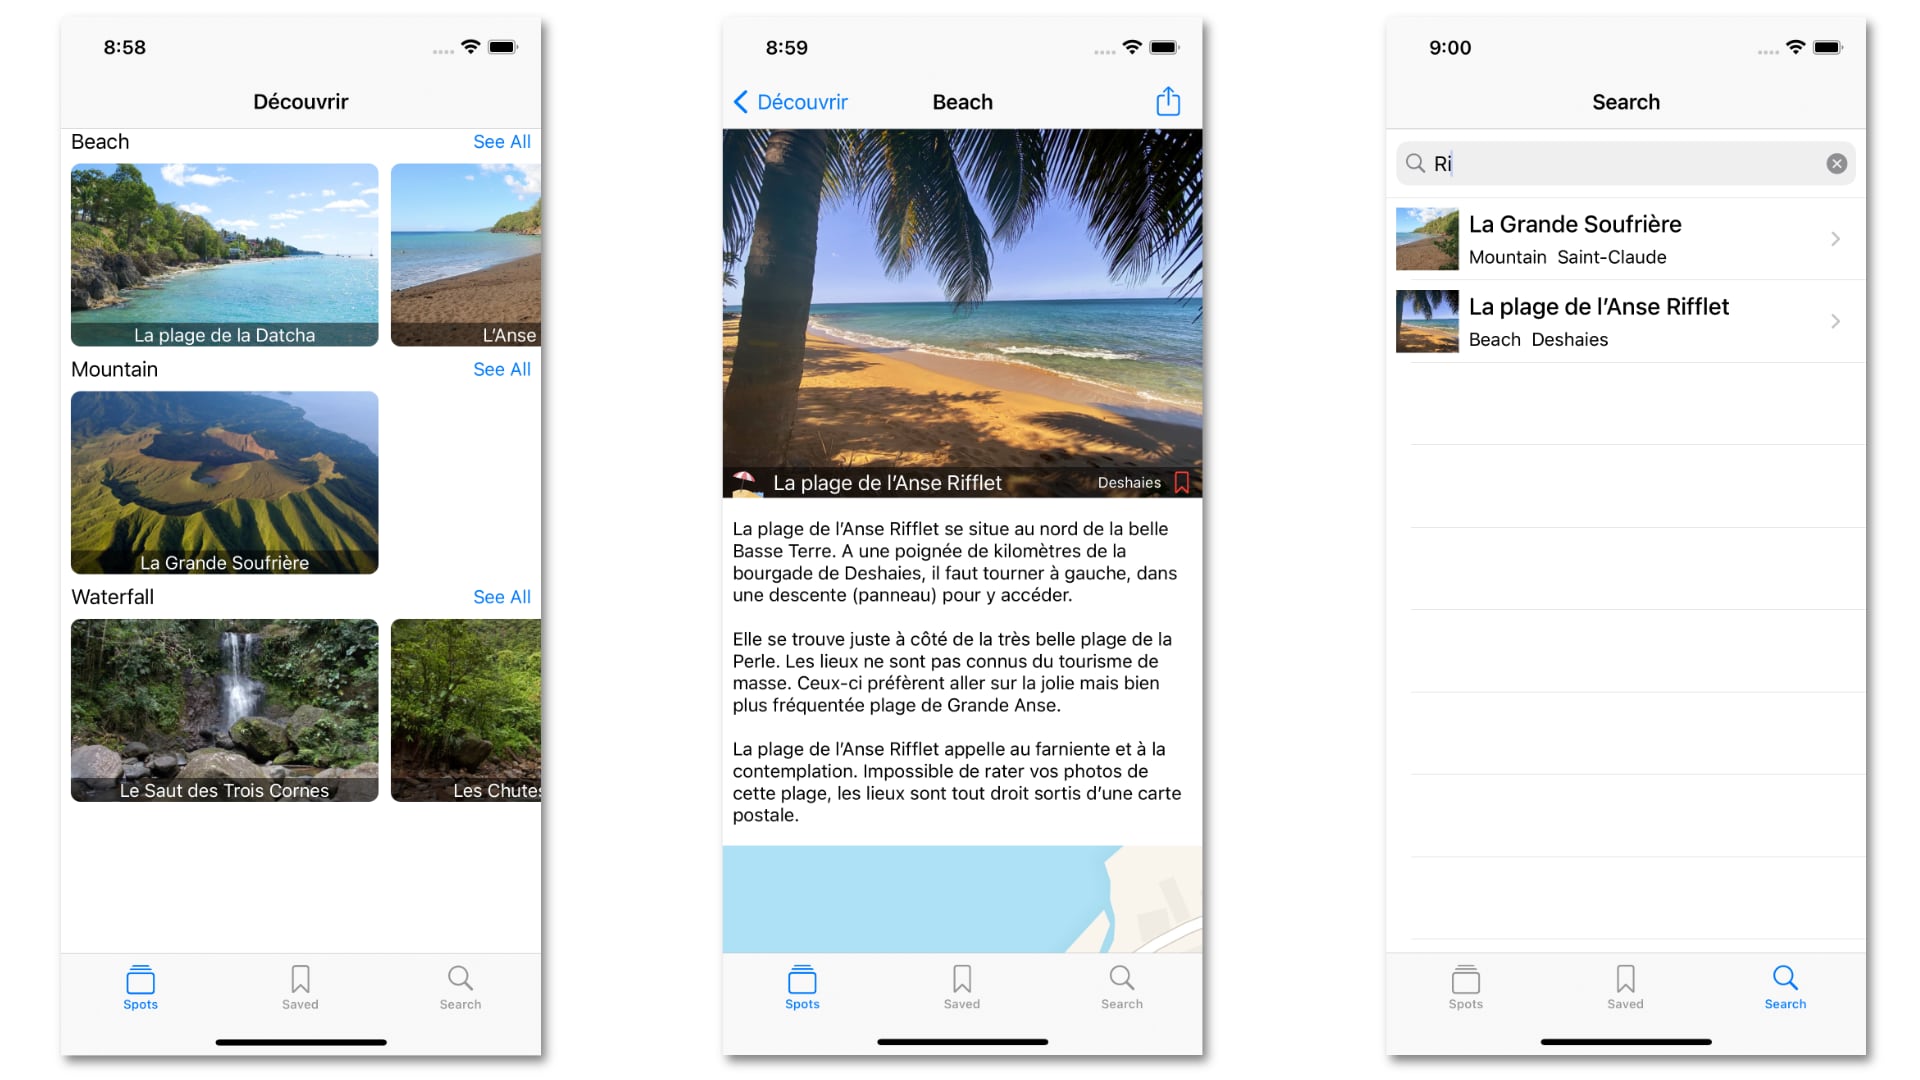 8:58
Découvrir
Beach See All
La plage de la Datcha L’Anse
Mountain See All
La Grande Soufrière
Waterfall See All
Le Saut des Trois Cornes Les Chutes
Spots Saved Search
8:59
Découvrir Beach
La plage de l’Anse Rifflet Deshaies
La plage de l’Anse Rifflet se situe au nord de la belle
Basse Terre. A une poignée de kilomètres de la
bourgade de Deshaies, il faut tourner à gauche, dans
une descente (panneau) pour y accéder.
Elle se trouve juste à côté de la très belle plage de la
Perle. Les lieux ne sont pas connus du tourisme de
masse. Ceux-ci préfèrent aller sur la jolie mais bien
plus fréquentée plage de Grande Anse.
La plage de l’Anse Rifflet appelle au farniente et à la
contemplation. Impossible de rater vos photos de
cette plage, les lieux sont tout droit sortis d’une carte
postale.
Spots Saved Search
9:00
Search
Ri
La Grande Soufrière
Mountain Saint-Claude
La plage de l’Anse Rifflet
Beach Deshaies
Spots Saved Search